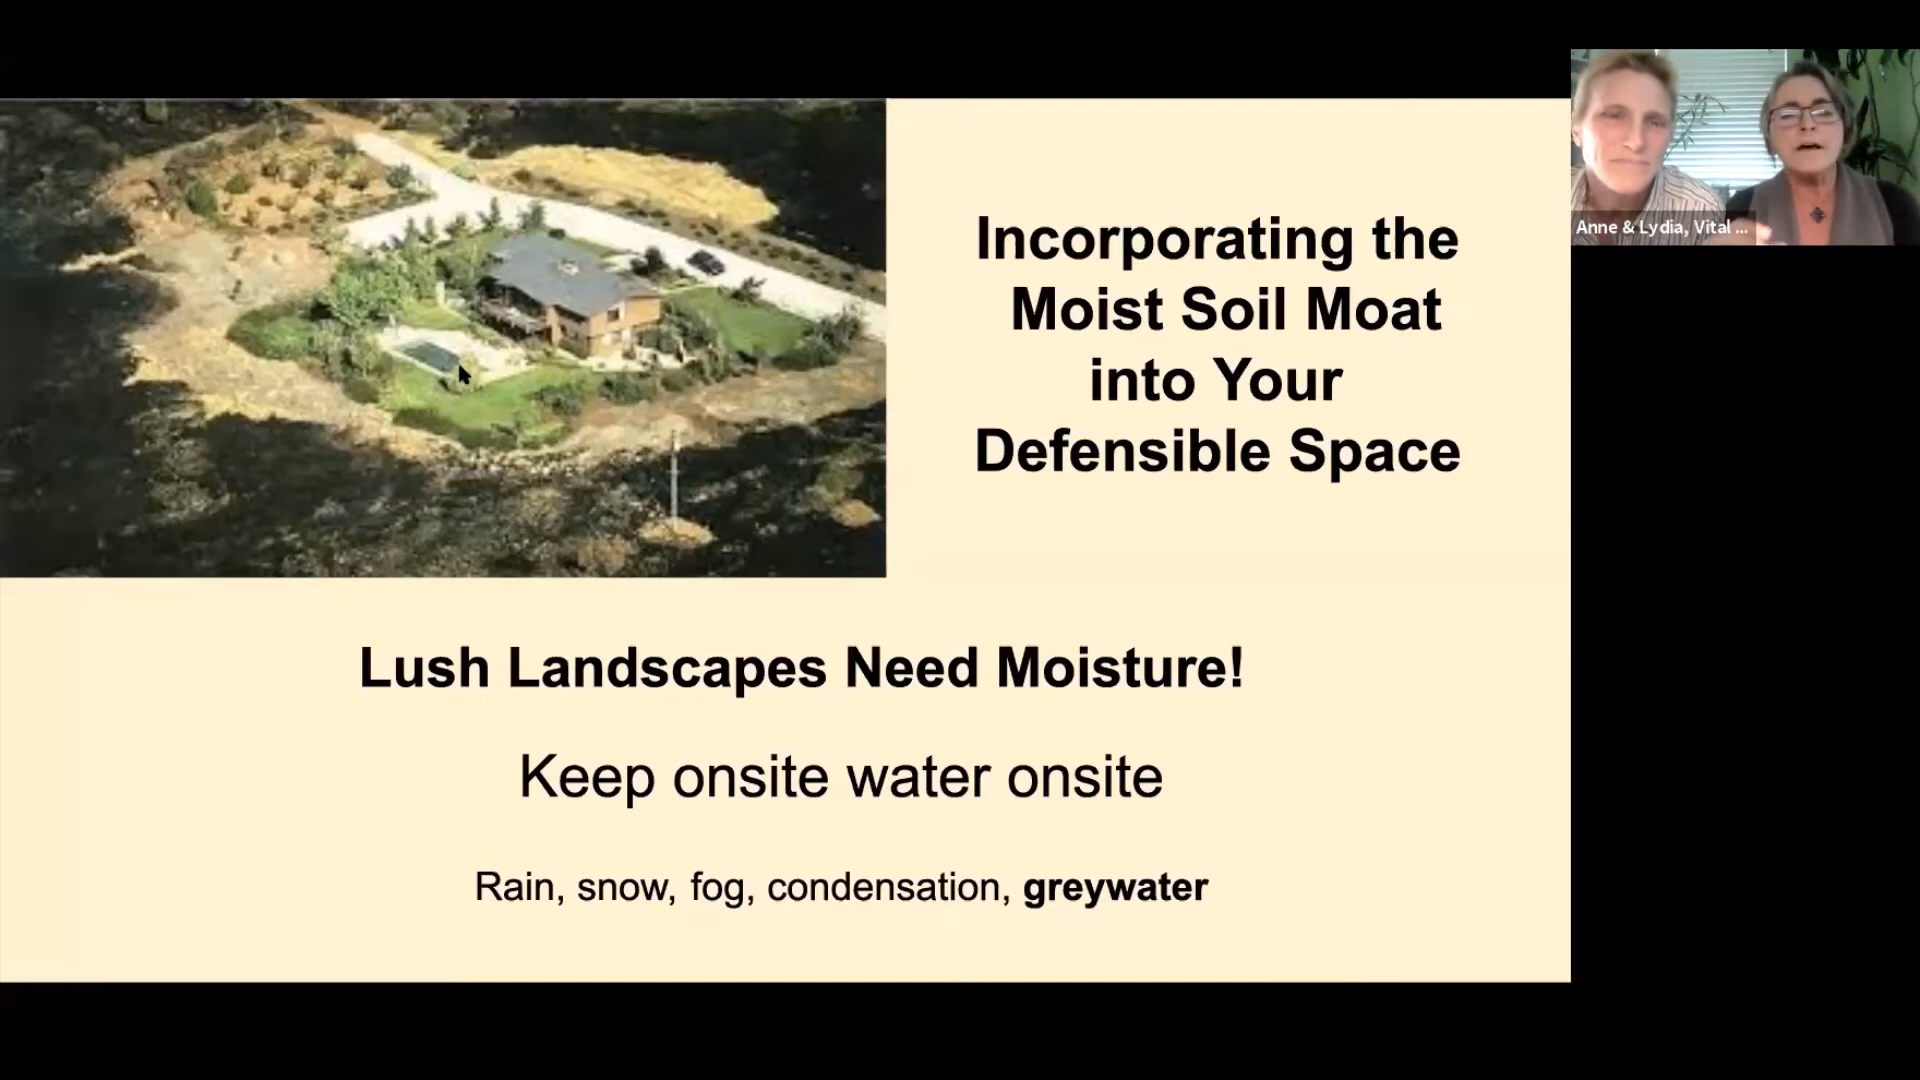 Incorporating the
Moist Soil Moat
into Your
Defensible Space
Lush Landscapes Need Moisture!
Keep onsite water onsite
Rain, snow, fog, condensation, greywater
Anne & Lydia, Vital ...